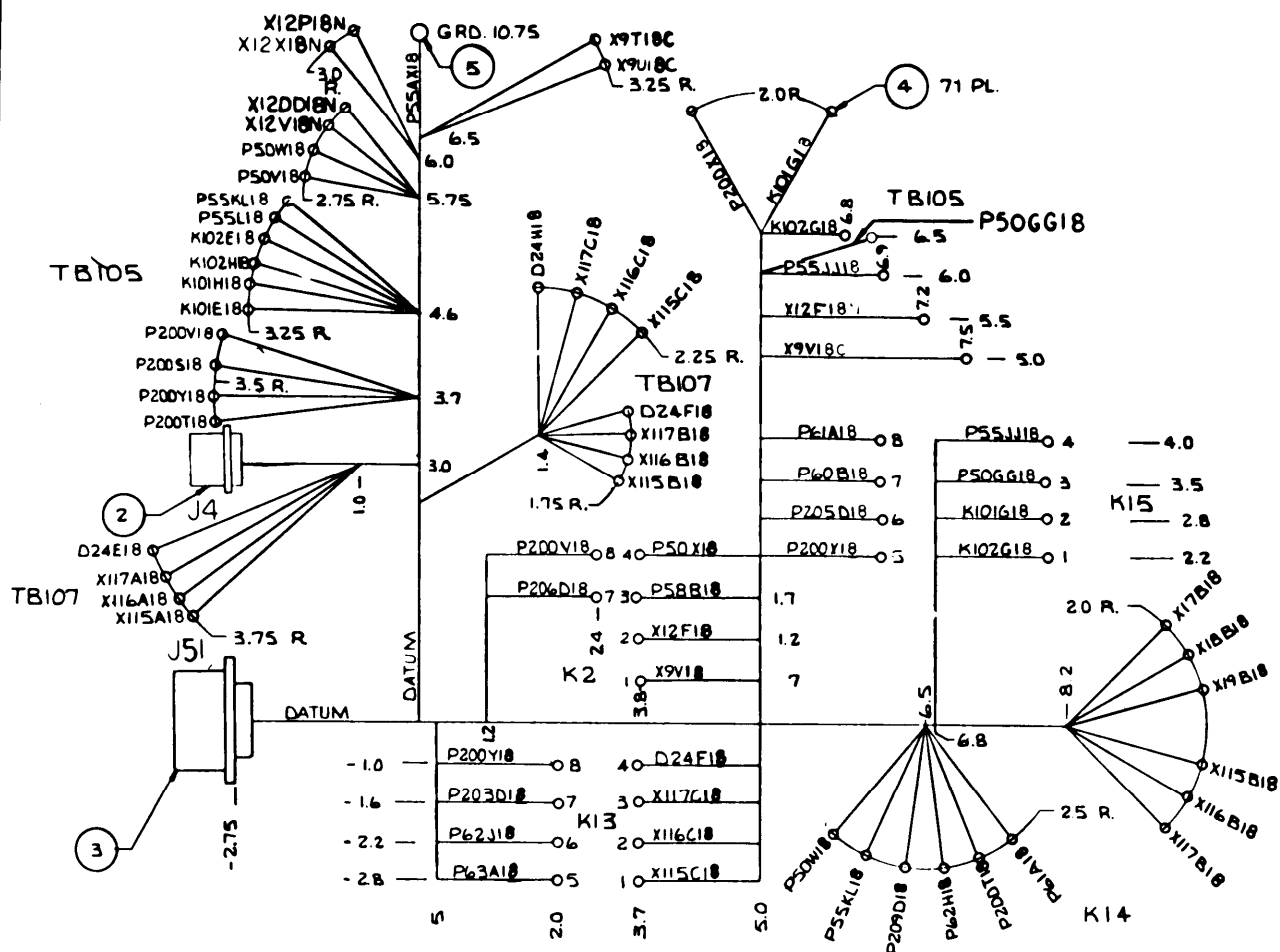 X12P18N
X12X18N
3.0
R.
GRD. 10.75
5
P55AX18
X9T18C
X9U18C
3.25 R.
6.5
6.0
X12DD18N
X12V18N
P50W18
P50V18
2.75 R.
5.75
P55KL18
P55L18
K102E18
K102H18
K101H18
K101E18
3.25 R
4.6
TB105
P200V18
P200S18
3.5 R.
P200Y18
P200T18
3.7
3.0
1.0
2
J4
D24E18
X117A18
X116A18
X115A18
3.75 R
TB107
J51
3
-2.75
DATUM
DATUM
D24H18
X117C18
X116C18
X115C18
2.25 R.
TB107
D24F18
X117B18
X116B18
X115B18
1.75 R.
1.4
2.0R
4
71 PL.
P200X18
K101G18
K102G18
6.8
TB105
P50GG18
6.5
P55JJ18
6.9
6.0
X12F18
7.2
5.5
X9V18C
7.5
5.0
P61A18 8
P60B18 7
P205D18 6
P200X18 5
P55JJ18 4
4.0
P50GG18 3
3.5
K15
K101G18 2
2.8
K102G18 1
2.2
P200V18 8
4 P50X18
P206D18 7
3 P58B18
1.7
24
2 X12F18
1.2
K2
1 X9V18
7
3.8
1.2
6.5
6.8
8.2
20 R.
X17B18
X18B18
X19B18
X115B18
X116B18
X117B18
-1.0
P200Y18 8
4 D24F18
-1.6
P203D18 7
3 X117C18
K13
-2.2
P62J18 6
2 X116C18
-2.8
P63A18 5
1 X115C18
5
2.0
3.7
5.0
25 R.
P50W18
P55KL18
P209D18
P62H18
P200T18
P61A18
K14